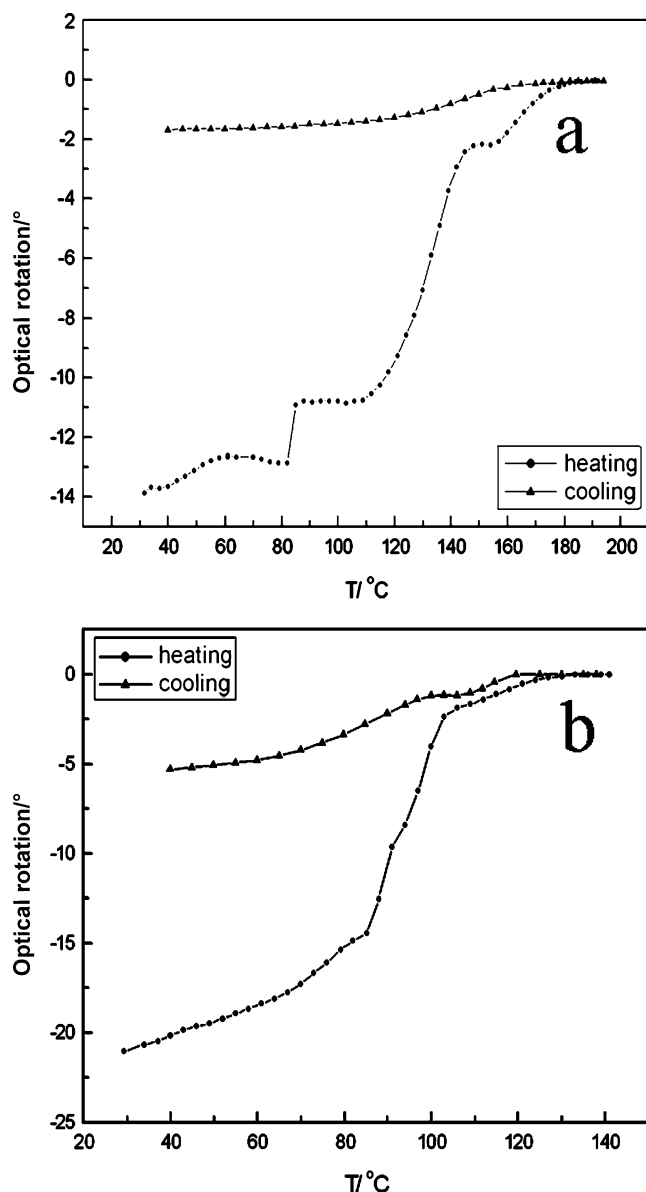 0
-2
-4
-6
-8
-10
-12
-14
Optical rotation/°
a
heating
cooling
20 40 60 80 100 120 140 160 180 200
T/ °C
heating
cooling
0
-5
-10
-15
-20
-25
Optical rotation/°
b
20 40 60 80 100 120 140
T/ °C